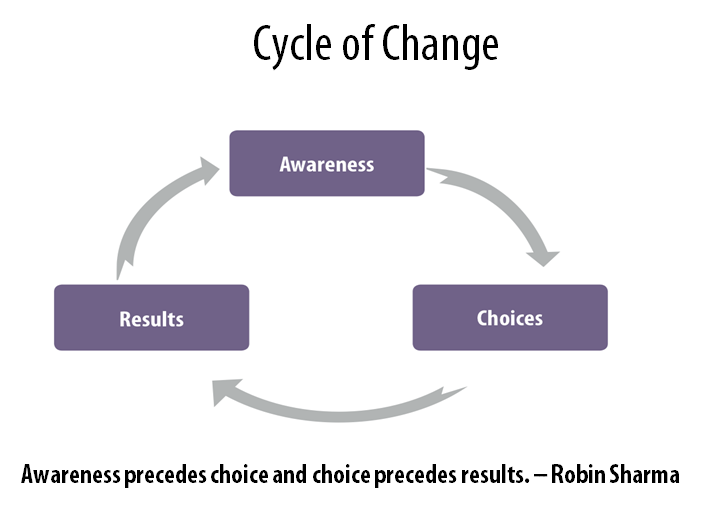 Cycle of Change
Awareness
Results
Choices
Awareness precedes choice and choice precedes results. – Robin Sharma